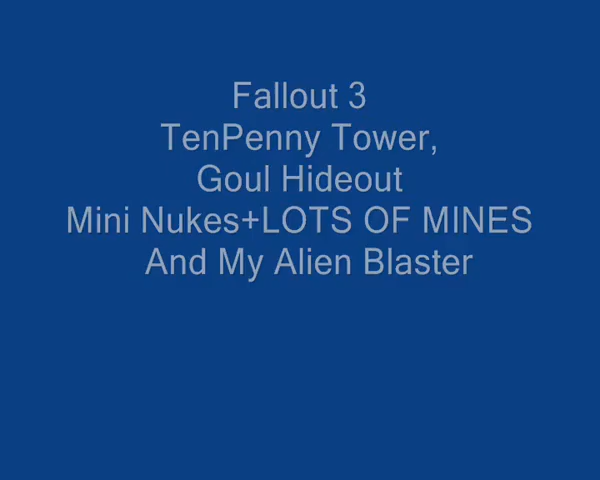 Fallout 3
TenPenny Tower,
Goul Hideout
Mini Nukes+LOTS OF MINES
And My Alien Blaster